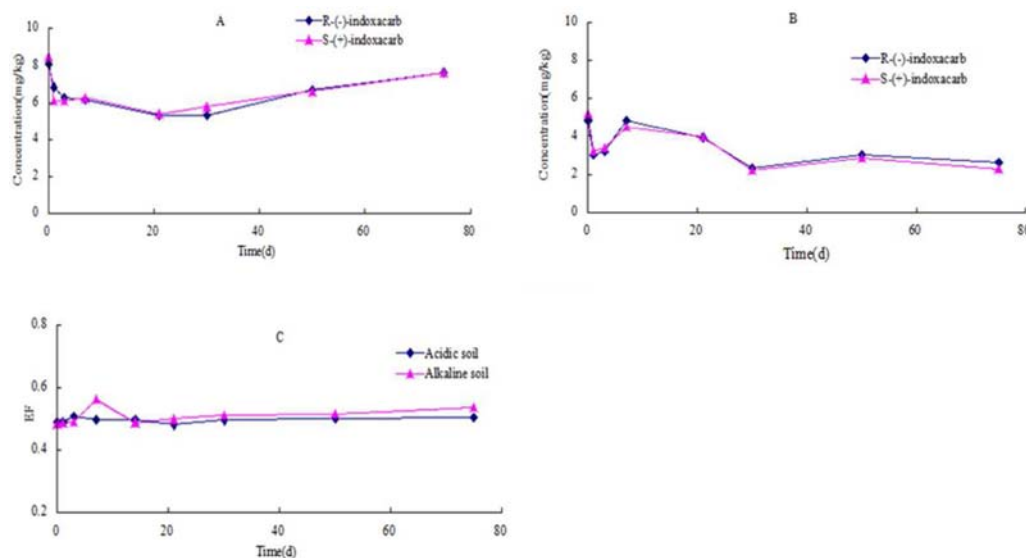 A
R-(-)-indoxacarb
S-(+)-indoxacarb
Concentration(mg/kg)
10
8
6
4
2
0
0 20 40 60 80
Time(d)
B
R-(-)-indoxacarb
S-(+)-indoxacarb
Concentration(mg/kg)
10
8
6
4
2
0
0 20 40 60 80
Time(d)
C
Acidic soil
Alkaline soil
EF
0.8
0.6
0.4
0.2
0 20 40 60 80
Time(d)